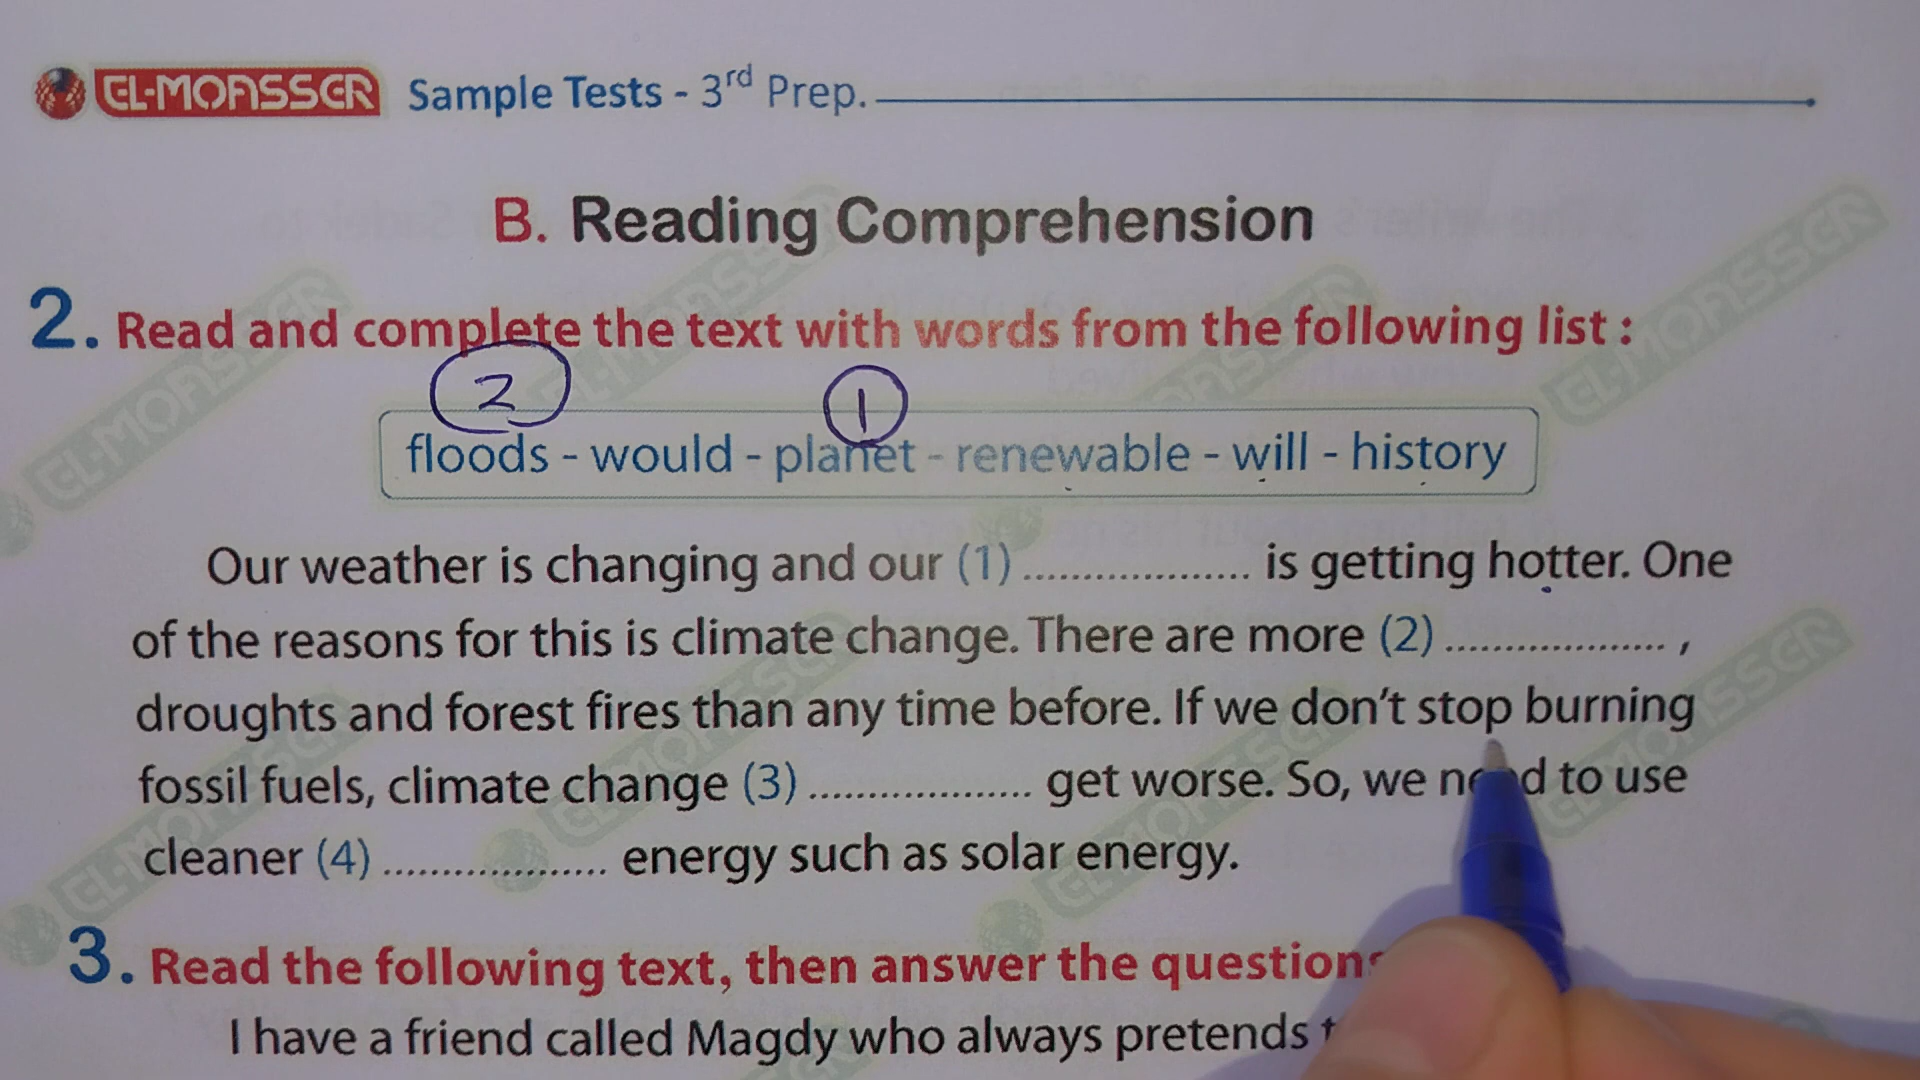 EL-MOASSER Sample Tests - 3rd Prep.
B. Reading Comprehension
2. Read and complete the text with words from the following list :
2 1
floods - would - planet - renewable - will - history
Our weather is changing and our (1) .................... is getting hotter. One
of the reasons for this is climate change. There are more (2) .................... ,
droughts and forest fires than any time before. If we don't stop burning
fossil fuels, climate change (3) .................... get worse. So, we need to use
cleaner (4) .................... energy such as solar energy.
3. Read the following text, then answer the questions
I have a friend called Magdy who always pretends